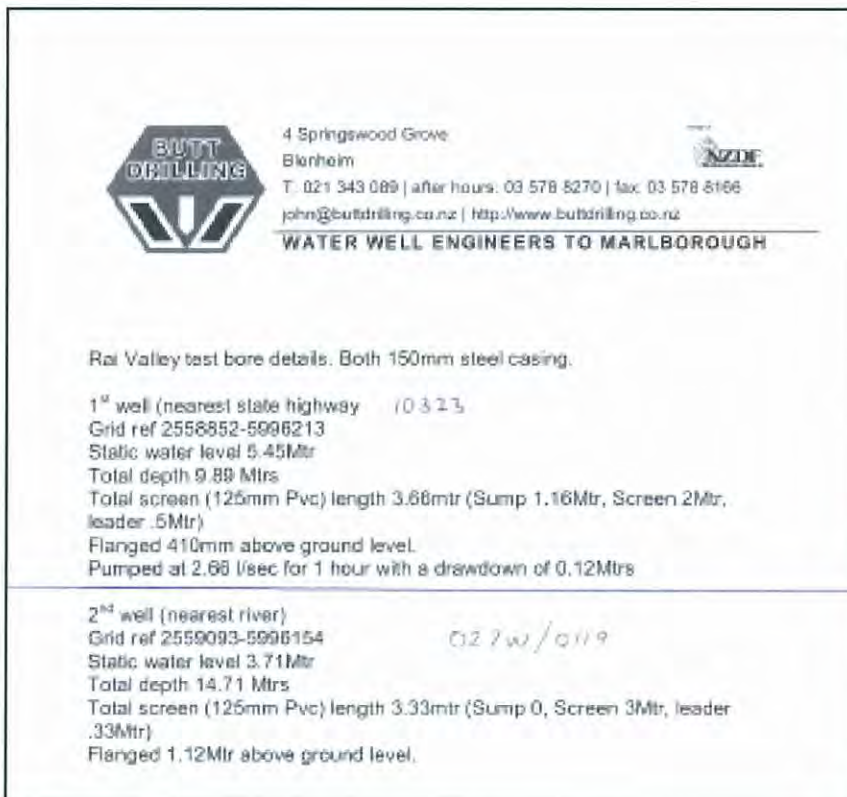 BUTT
DRILLING
4 Springswood Grove
Blenheim
T. 021 343 089 | after hours: 03 578 8270 | fax: 03 578 8166
john@buttdrilling.co.nz | http://www.buttdrilling.co.nz
NZDF
WATER WELL ENGINEERS TO MARLBOROUGH
Rai Valley test bore details. Both 150mm steel casing.
1st well (nearest state highway 10323
Grid ref 2558852-5996213
Static water level 5.45Mtr
Total depth 9.89 Mtrs
Total screen (125mm Pvc) length 3.66mtr (Sump 1.16Mtr, Screen 2Mtr,
leader .5Mtr)
Flanged 410mm above ground level.
Pumped at 2.66 l/sec for 1 hour with a drawdown of 0.12Mtrs
2nd well (nearest river)
Grid ref 2559093-5996154 027W/0119
Static water level 3.71Mtr
Total depth 14.71 Mtrs
Total screen (125mm Pvc) length 3.33mtr (Sump 0, Screen 3Mtr, leader
.33Mtr)
Flanged 1.12Mtr above ground level.